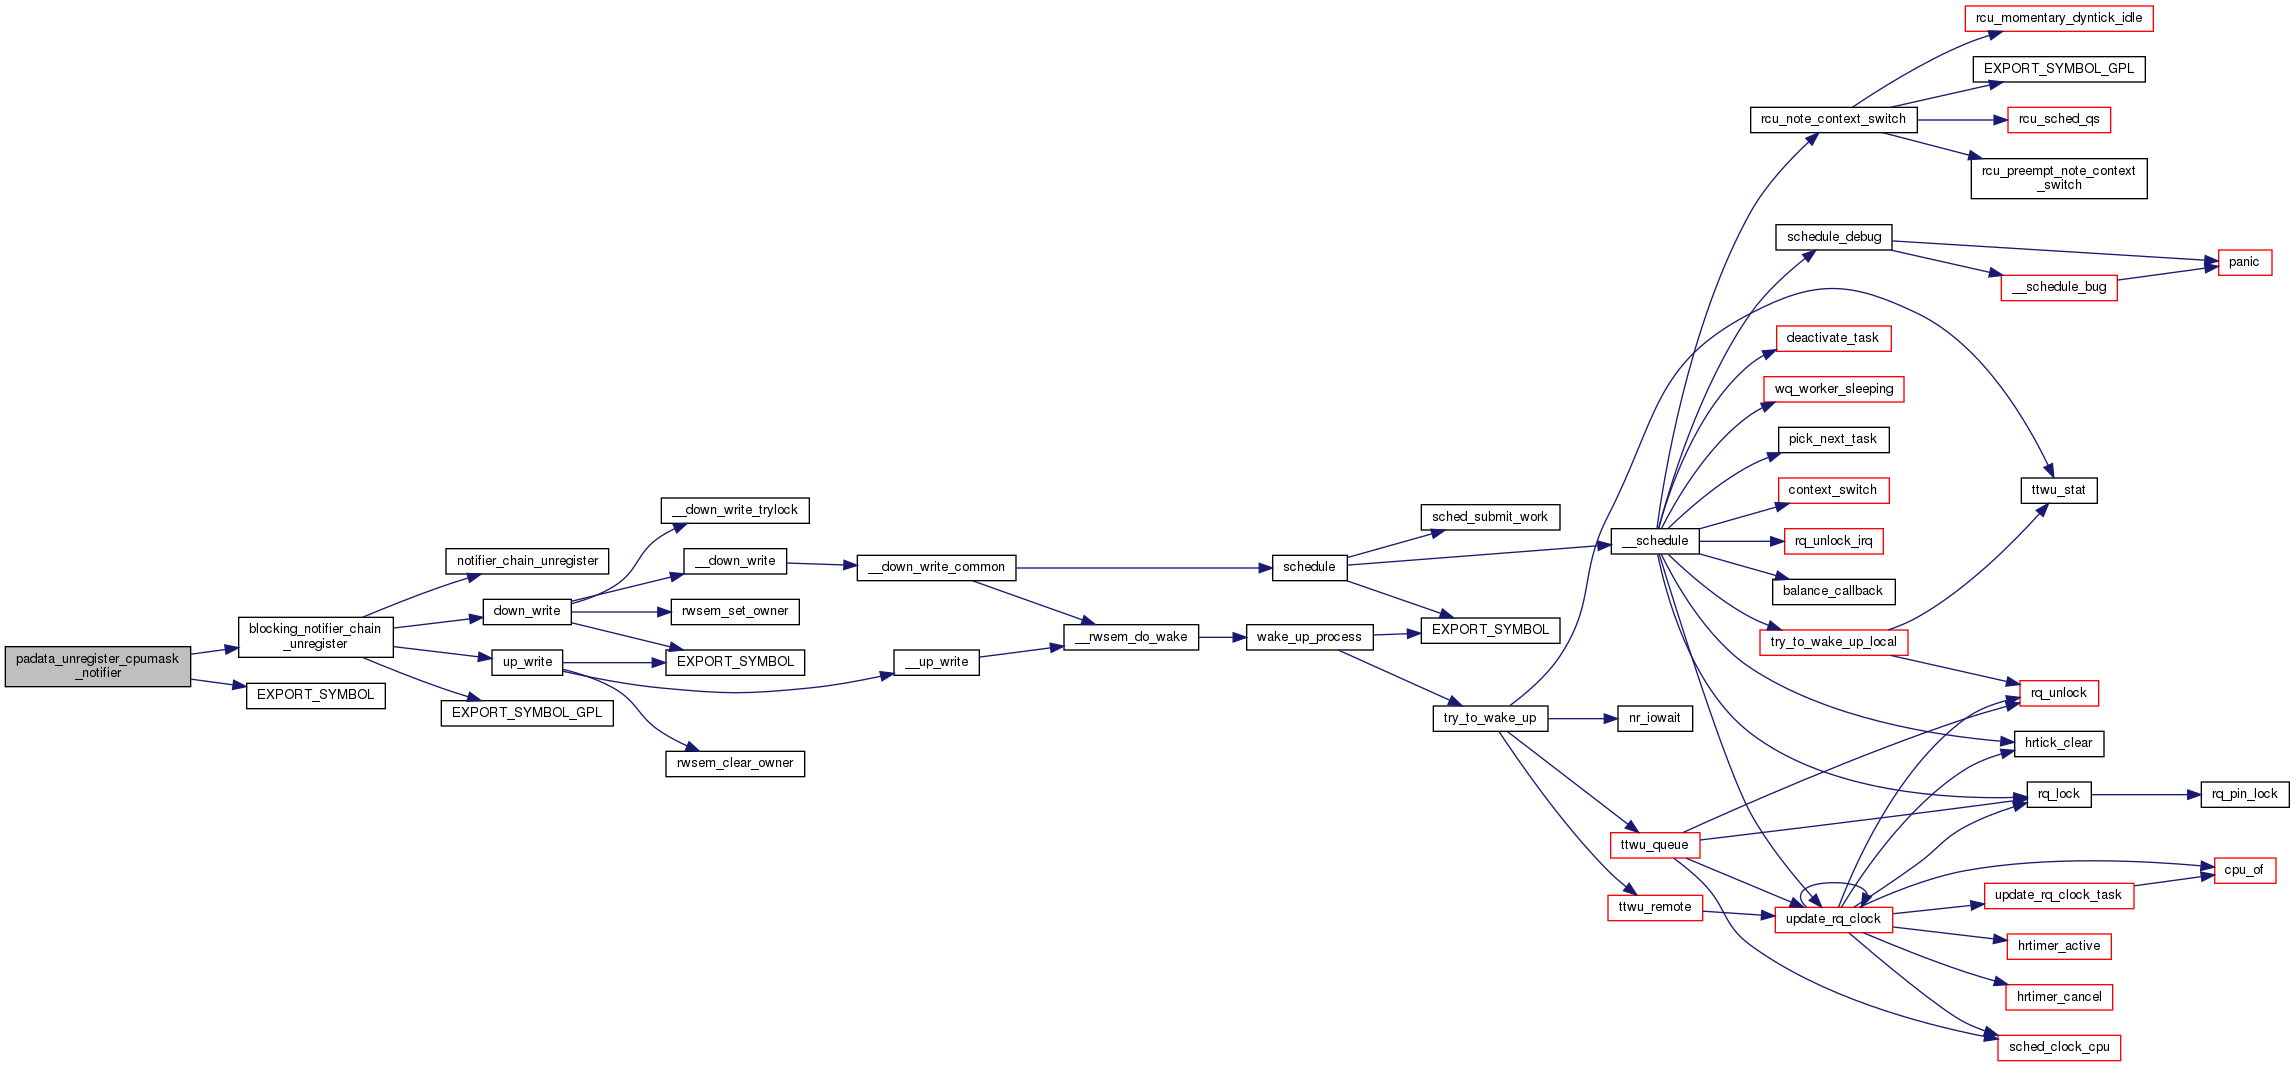 padata_unregister_cpumask
_notifier
blocking_notifier_chain
_unregister
EXPORT_SYMBOL
notifier_chain_unregister
down_write
up_write
EXPORT_SYMBOL_GPL
__down_write_trylock
__down_write
rwsem_set_owner
EXPORT_SYMBOL
rwsem_clear_owner
__down_write_common
__up_write
__rwsem_do_wake
schedule
wake_up_process
sched_submit_work
EXPORT_SYMBOL
try_to_wake_up
__schedule
nr_iowait
ttwu_queue
ttwu_remote
rcu_note_context_switch
schedule_debug
deactivate_task
wq_worker_sleeping
pick_next_task
context_switch
rq_unlock_irq
balance_callback
try_to_wake_up_local
update_rq_clock
rcu_momentary_dyntick_idle
EXPORT_SYMBOL_GPL
rcu_sched_qs
rcu_preempt_note_context
_switch
__schedule_bug
ttwu_stat
rq_unlock
hrtick_clear
rq_lock
update_rq_clock_task
hrtimer_active
hrtimer_cancel
sched_clock_cpu
panic
rq_pin_lock
cpu_of